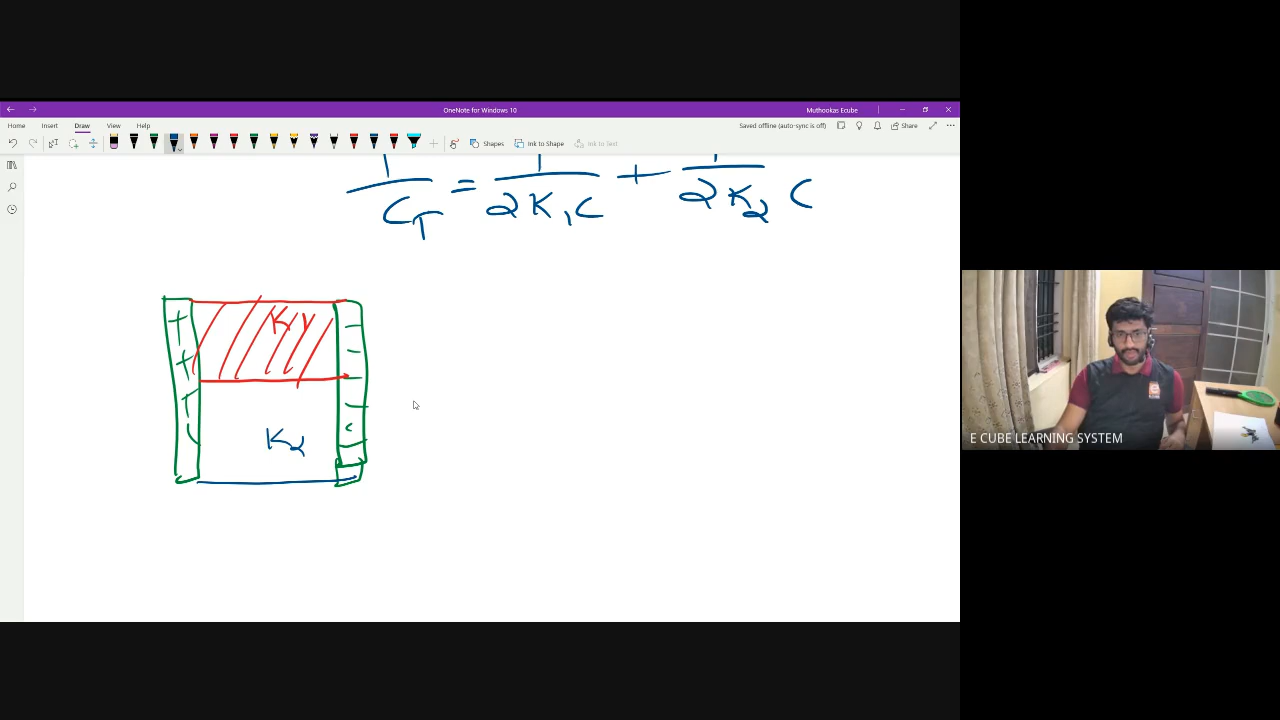 OneNote for Windows 10
Muthookas Ecube
Home Insert Draw View Help
Saved offline (auto-sync is off)
Share
Shapes
Ink to Shape
Ink to Text
1/C_T = 1/2K₁C + 1/2K₂C
+ -
+ -
K₁
K₂
E CUBE LEARNING SYSTEM